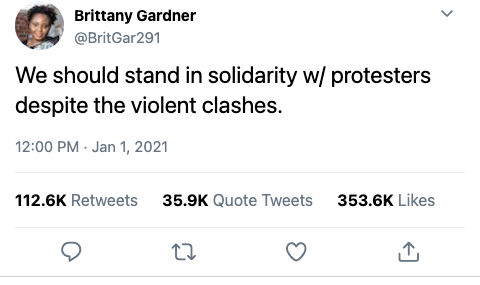 Brittany Gardner
@BritGar291
We should stand in solidarity w/ protesters
despite the violent clashes.
12:00 PM · Jan 1, 2021
112.6K Retweets 35.9K Quote Tweets 353.6K Likes